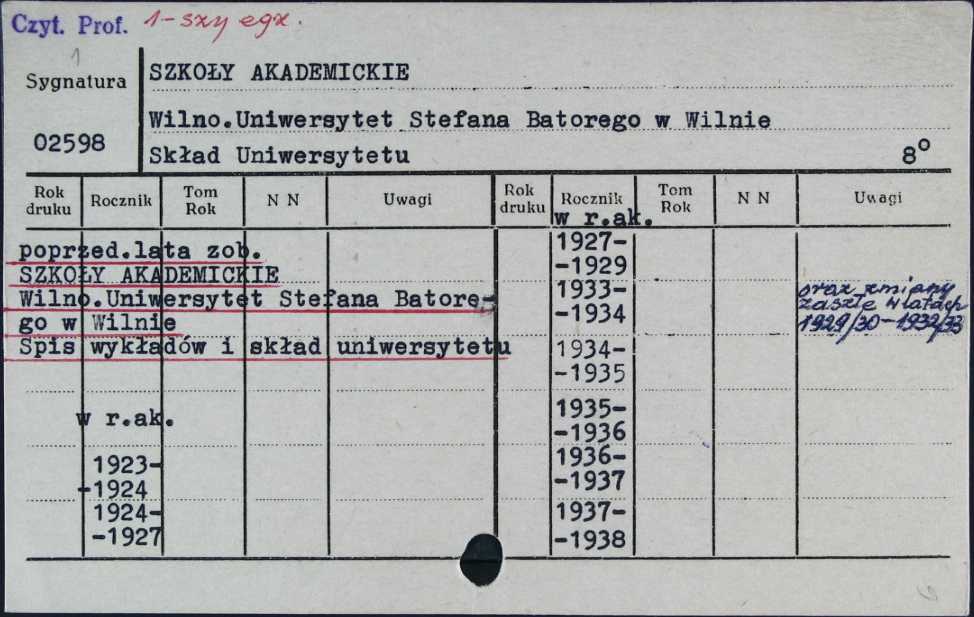 Czyt. Prof. 1-szy egz.
1
Sygnatura
02598
SZKOŁY AKADEMICKIE
Wilno.Uniwersytet Stefana Batorego w Wilnie
Skład Uniwersytetu 8°
Rok druku Rocznik Tom Rok N N Uwagi Rok druku Rocznik Tom Rok N N Uwagi
poprzed.lata zob.
SZKOŁY AKADEMICKIE
Wilno.Uniwersytet Stefana Batore-
go w Wilnie
Spis wykładów i skład uniwersytetu
w r.ak.
1923-
-1924
1924-
-1927
w r.ak.
1927-
-1929
1933-
-1934
oraz zmiany
zaszłe w latach
1929/30-1932/33
1934-
-1935
1935-
-1936
1936-
-1937
1937-
-1938
6